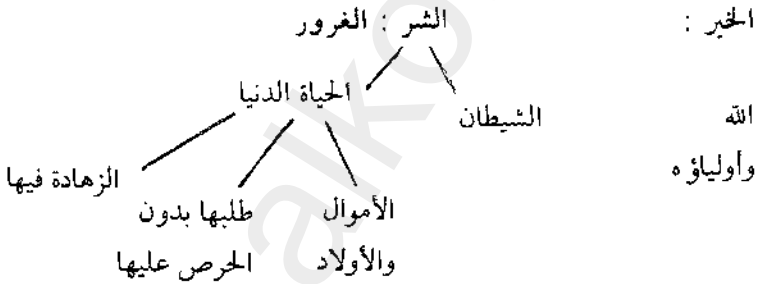 الخير : الشر : الغرور
الحياة الدنيا
الله الشيطان
وأولياؤه الزهادة فيها
الأموال طلبها بدون
والأولاد الحرص عليها